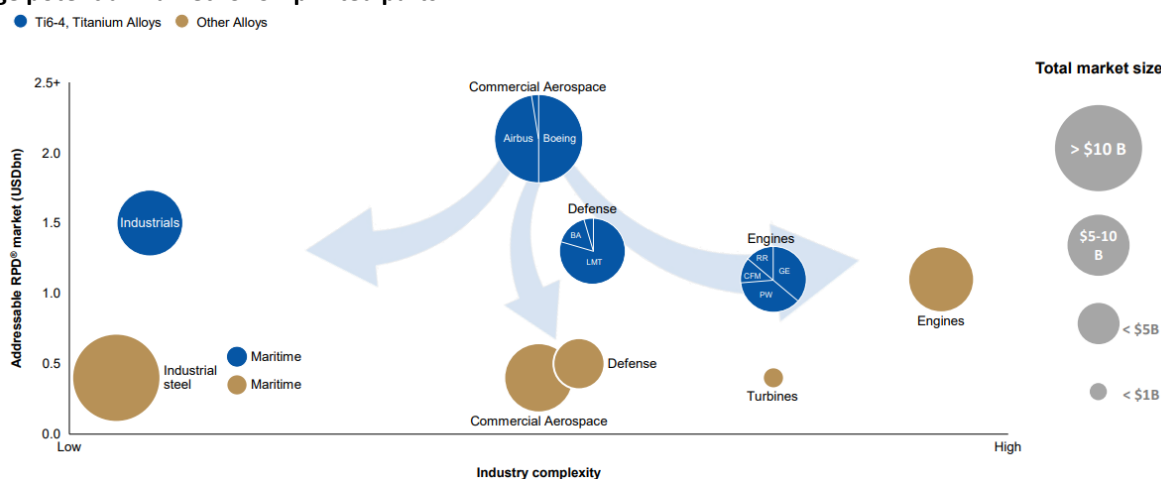 Ti6-4, Titanium Alloys
Other Alloys
Total market size
Addressable RPD® market (USDbn)
2.5+
2.0
1.5
1.0
0.5
0.0
Commercial Aerospace
Airbus
Boeing
Industrials
Defense
BA
LMT
Engines
RR
GE
CFM
PW
Engines
Industrial
steel
Maritime
Maritime
Defense
Commercial Aerospace
Turbines
> $10 B
$5-10
B
< $5B
< $1B
Low
High
Industry complexity